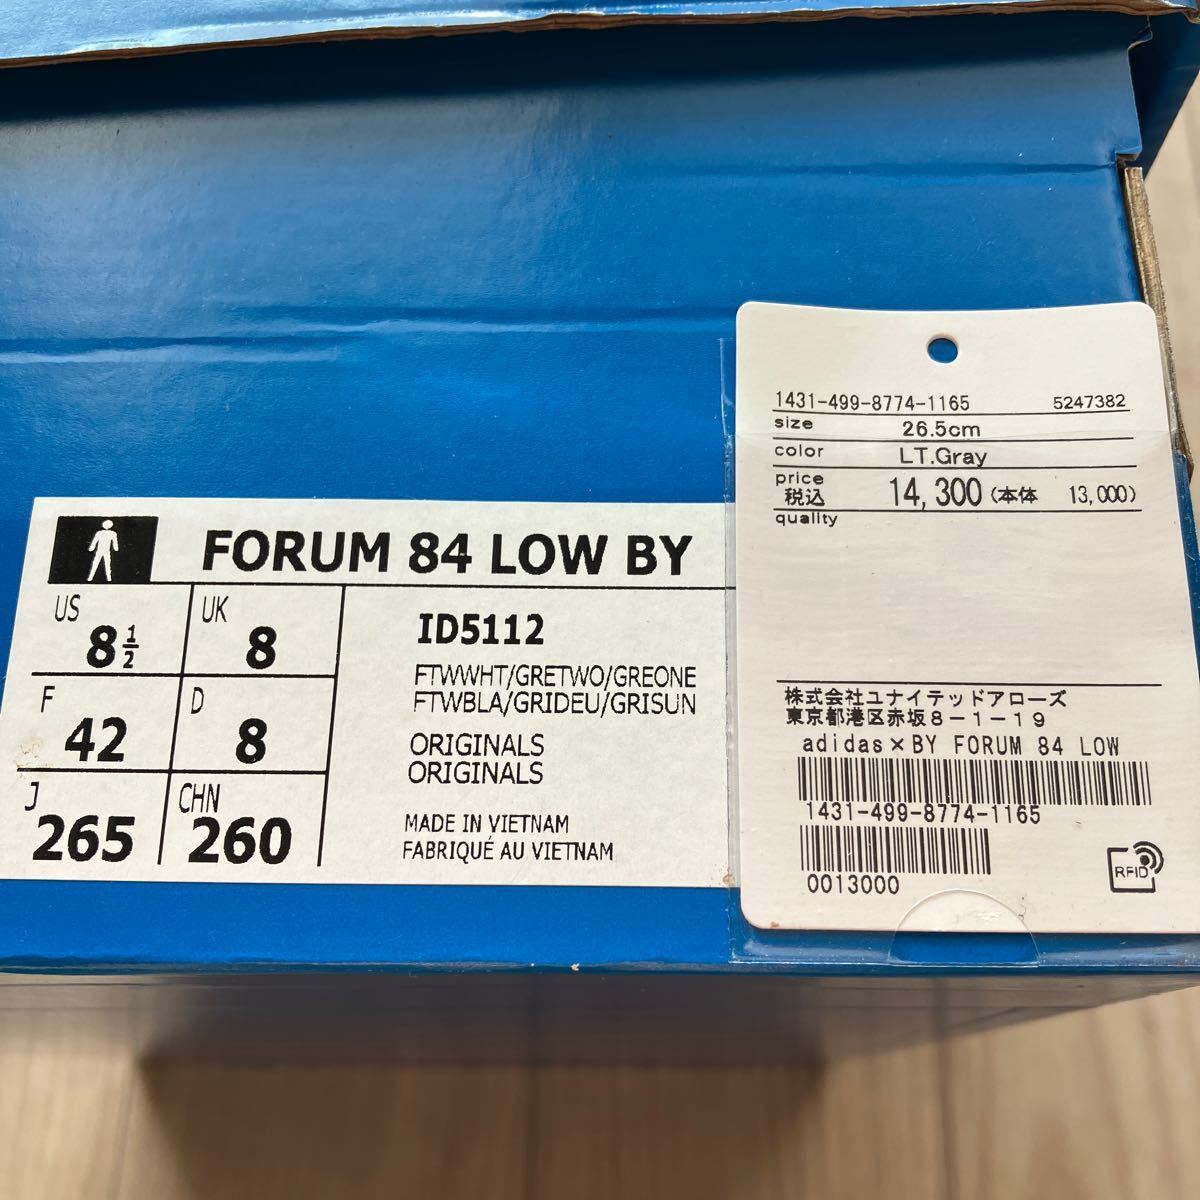 FORUM 84 LOW BY
US 8½ UK 8
F 42 D 8
J 265 CHN 260
ID5112
FTWWHT/GRETWO/GREONE
FTWBLA/GRIDEU/GRISUN
ORIGINALS
ORIGINALS
MADE IN VIETNAM
FABRIQUÉ AU VIETNAM
1431-499-8774-1165 5247382
size 26.5cm
color LT.Gray
price
税込 14,300 (本体 13,000)
quality
株式会社ユナイテッドアローズ
東京都港区赤坂8-1-19
adidas×BY FORUM 84 LOW
1431-499-8774-1165
0013000
RFID